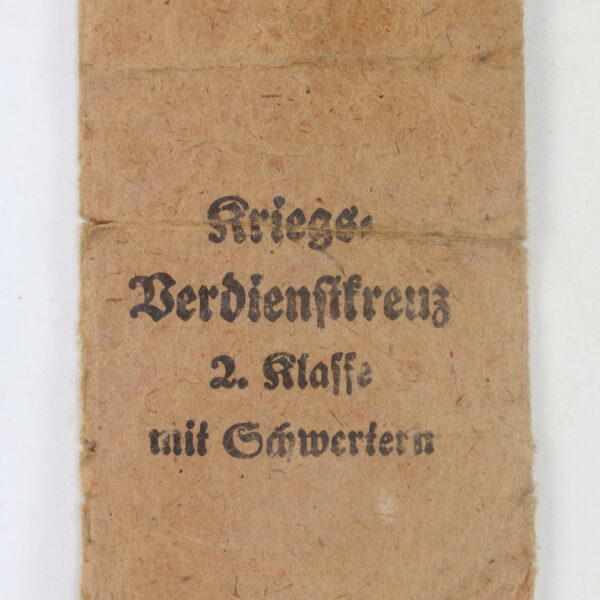 Kriegs-
Verdienstkreuz
2. Klasse
mit Schwertern